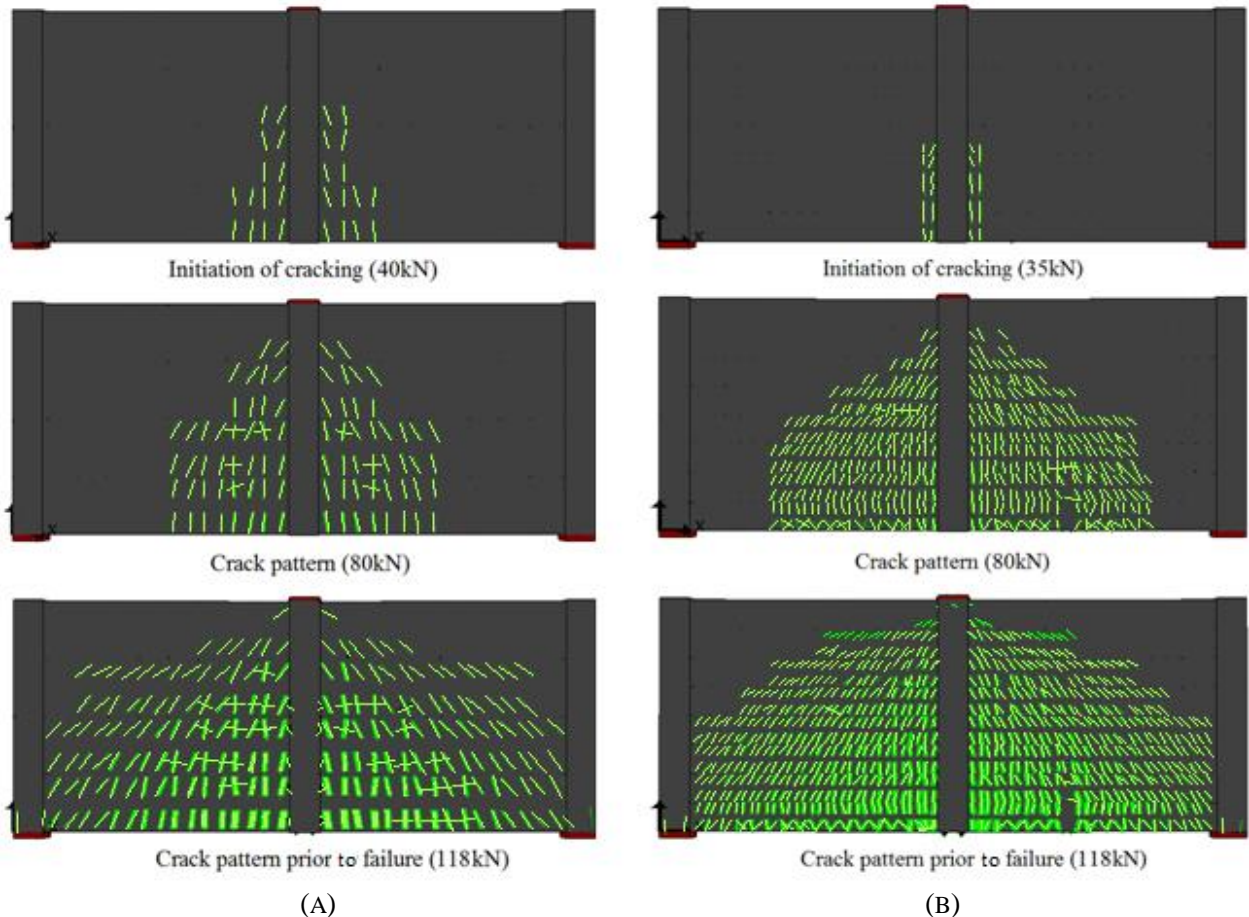 Initiation of cracking (40kN)
Initiation of cracking (35kN)
Crack pattern (80kN)
Crack pattern (80kN)
Crack pattern prior to failure (118kN)
Crack pattern prior to failure (118kN)
(A)
(B)